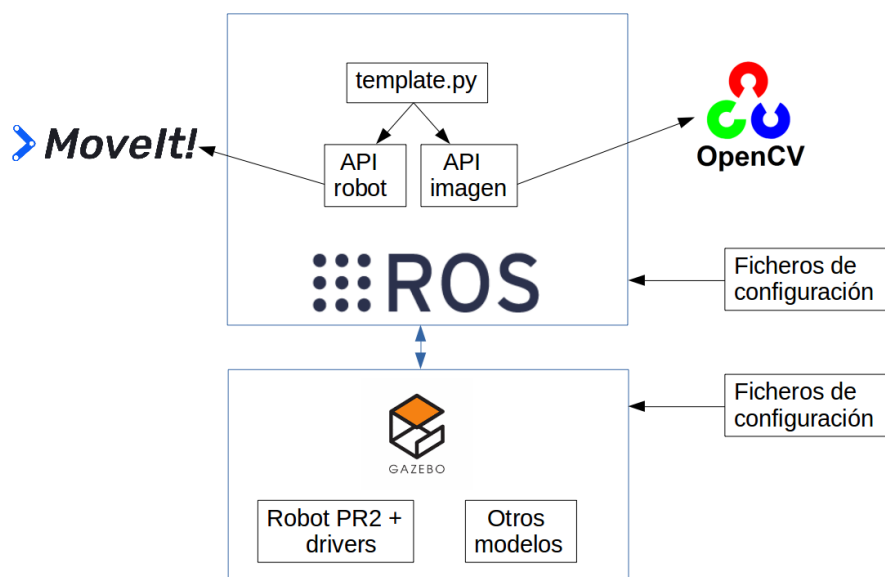 template.py
MoveIt!
API
robot
API
imagen
OpenCV
ROS
Ficheros de
configuración
Ficheros de
configuración
GAZEBO
Robot PR2 +
drivers
Otros
modelos